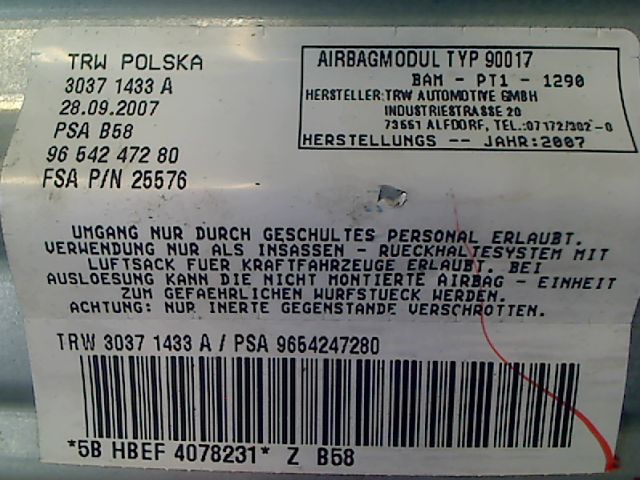 TRW POLSKA
3037 1433 A
28.09.2007
PSA B58
96 542 472 80
FSA P/N 25576
AIRBAGMODUL TYP 90017
BAM - PT1 - 1290
HERSTELLER:TRW AUTOMOTIVE GMBH
INDUSTRIESTRASSE 20
73551 ALFDORF, TEL.:07172/302-0
HERSTELLUNGS -- JAHR:2007
UMGANG NUR DURCH GESCHULTES PERSONAL ERLAUBT.
VERWENDUNG NUR ALS INSASSEN - RUECKHALTESYSTEM MIT
LUFTSACK FUER KRAFTFAHRZEUGE ERLAUBT. BEI
AUSLOESUNG KANN DIE NICHT MONTIERTE AIRBAG - EINHEIT
ZUM GEFAEHRLICHEN WURFSTUECK WERDEN.
ACHTUNG: NUR INERTE GEGENSTANDE VERSCHROTTEN.
TRW 3037 1433 A / PSA 9654247280
*5B HBEF 4078231* Z B58